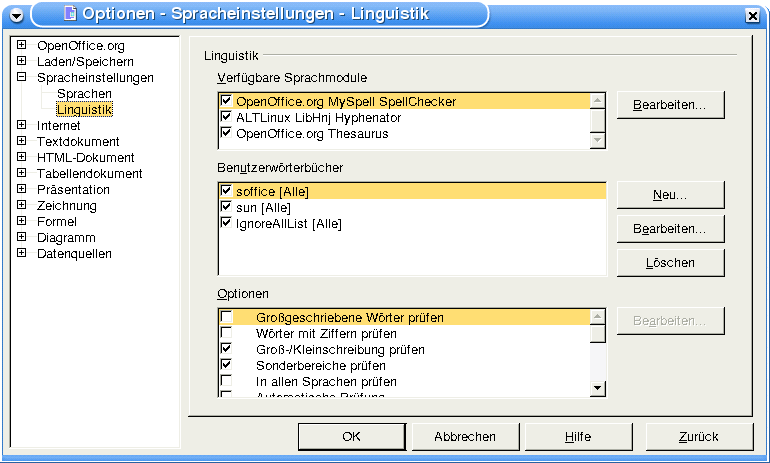 Optionen - Spracheinstellungen - Linguistik
OpenOffice.org
Laden/Speichern
Spracheinstellungen
Sprachen
Linguistik
Internet
Textdokument
HTML-Dokument
Tabellendokument
Präsentation
Zeichnung
Formel
Diagramm
Datenquellen
Linguistik
Verfügbare Sprachmodule
OpenOffice.org MySpell SpellChecker
ALTLinux LibHnj Hyphenator
OpenOffice.org Thesaurus
Bearbeiten...
Benutzerwörterbücher
soffice [Alle]
sun [Alle]
IgnoreAllList [Alle]
Neu...
Bearbeiten...
Löschen
Optionen
Großgeschriebene Wörter prüfen
Wörter mit Ziffern prüfen
Groß-/Kleinschreibung prüfen
Sonderbereiche prüfen
In allen Sprachen prüfen
Automatische Prüfung
Bearbeiten...
OK
Abbrechen
Hilfe
Zurück